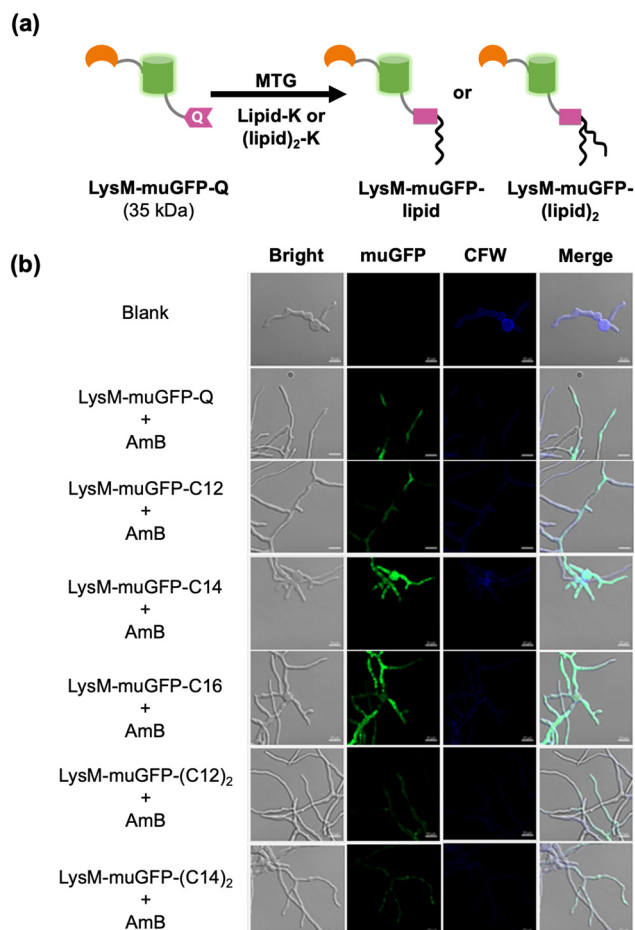 (a)
MTG
Lipid-K or
(lipid)₂-K
or
Q
LysM-muGFP-Q
(35 kDa)
LysM-muGFP-
lipid
LysM-muGFP-
(lipid)₂
(b)
Bright muGFP CFW Merge
Blank
LysM-muGFP-Q
+
AmB
LysM-muGFP-C12
+
AmB
LysM-muGFP-C14
+
AmB
LysM-muGFP-C16
+
AmB
LysM-muGFP-(C12)₂
+
AmB
LysM-muGFP-(C14)₂
+
AmB